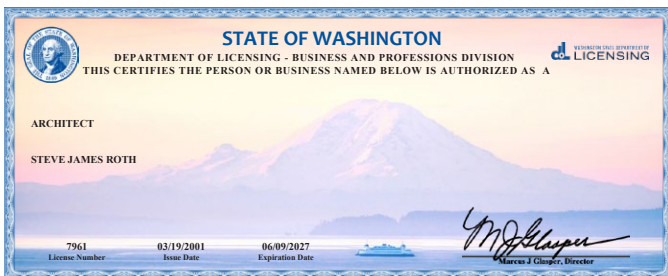 STATE OF WASHINGTON
DEPARTMENT OF LICENSING - BUSINESS AND PROFESSIONS DIVISION
THIS CERTIFIES THE PERSON OR BUSINESS NAMED BELOW IS AUTHORIZED AS A
WASHINGTON STATE DEPARTMENT OF
LICENSING
ARCHITECT
STEVE JAMES ROTH
7961
License Number
03/19/2001
Issue Date
06/09/2027
Expiration Date
Marcus J Glasper, Director